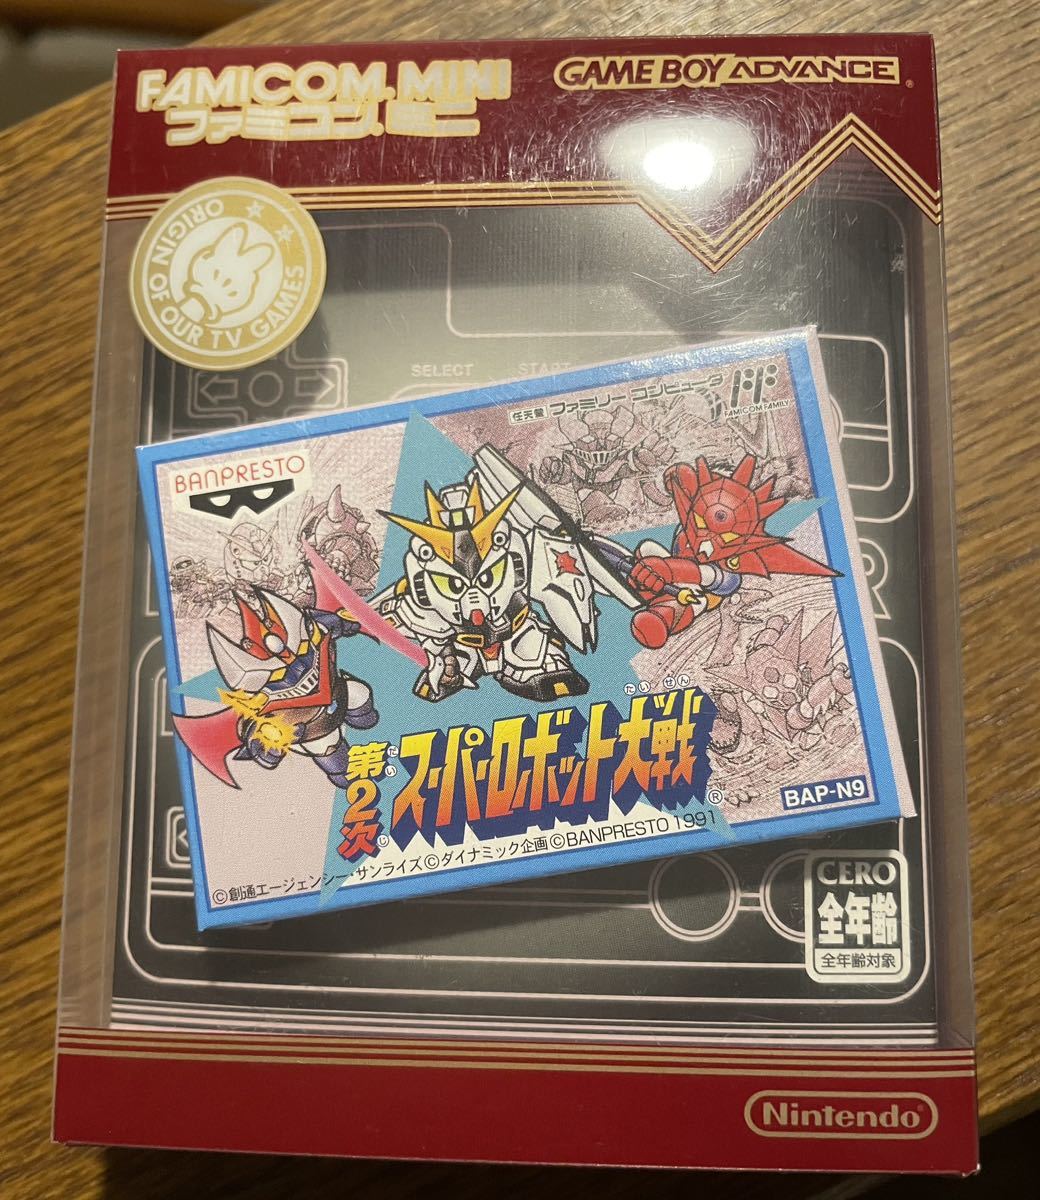 FAMICOM MINI
ファミコンミニ
GAME BOY ADVANCE
ORIGIN OF OUR TV GAMES
SELECT START
任天堂 ファミリーコンピュータ
FAMICOM FAMILY
BANPRESTO
たいせん
第2次
だい
じ
スーパーロボット大戦
®
BAP-N9
©創通エージェンシー・サンライズ©ダイナミック企画©BANPRESTO 1991
CERO
全年齢
全年齢対象
Nintendo®